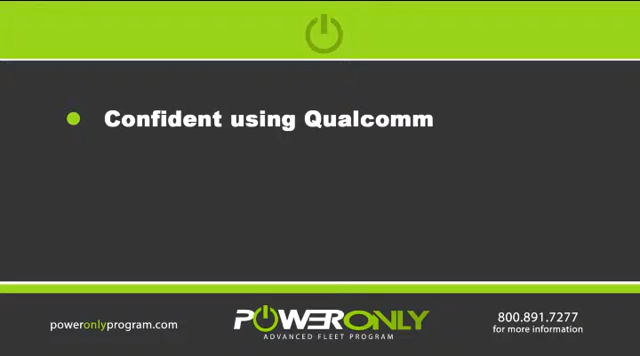 Confident using Qualcomm
poweronlyprogram.com
POWERONLY
ADVANCED FLEET PROGRAM
800.891.7277
for more information